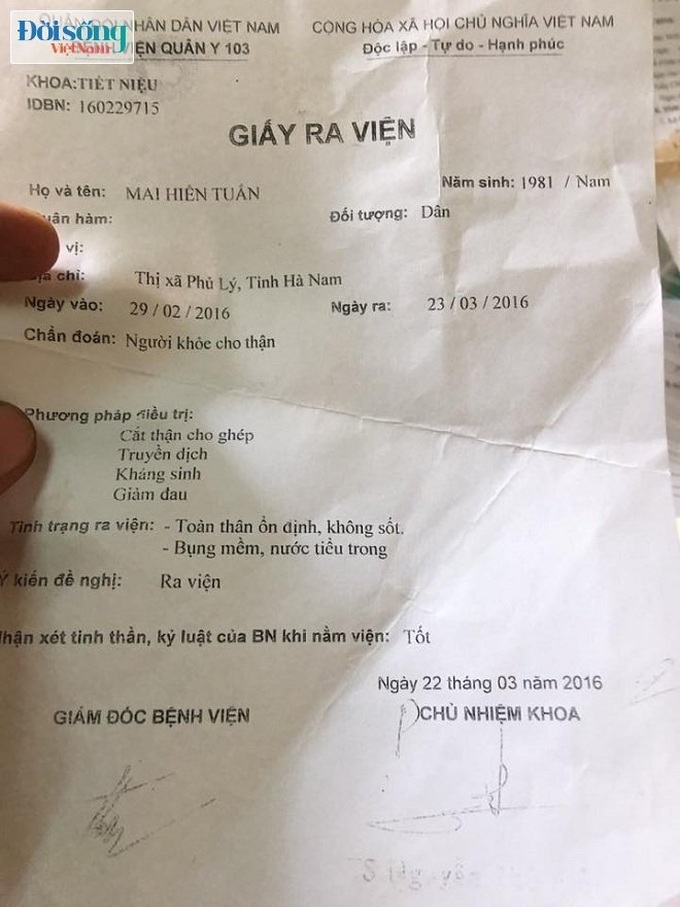 Đời sống
Việt Nam
QUÂN ĐỘI NHÂN DÂN VIỆT NAM
BỆNH VIỆN QUÂN Y 103
CỘNG HÒA XÃ HỘI CHỦ NGHĨA VIỆT NAM
Độc lập - Tự do - Hạnh phúc
KHOA:TIẾT NIỆU
IDBN: 160229715
GIẤY RA VIỆN
Họ và tên: MAI HIỀN TUẤN
Năm sinh: 1981 / Nam
hàm:
Đối tượng: Dân
vị:
chỉ: Thị xã Phủ Lý, Tỉnh Hà Nam
Ngày vào: 29 / 02 / 2016 Ngày ra: 23 / 03 / 2016
Chẩn đoán: Người khỏe cho thận
Phương pháp điều trị:
Cắt thận cho ghép
Truyền dịch
Kháng sinh
Giảm đau
Tình trạng ra viện: - Toàn thân ổn định, không sốt.
- Bụng mềm, nước tiểu trong
Ý kiến đề nghị: Ra viện
Nhận xét tinh thần, kỷ luật của BN khi nằm viện: Tốt
Ngày 22 tháng 03 năm 2016
GIÁM ĐỐC BỆNH VIỆN
CHỦ NHIỆM KHOA